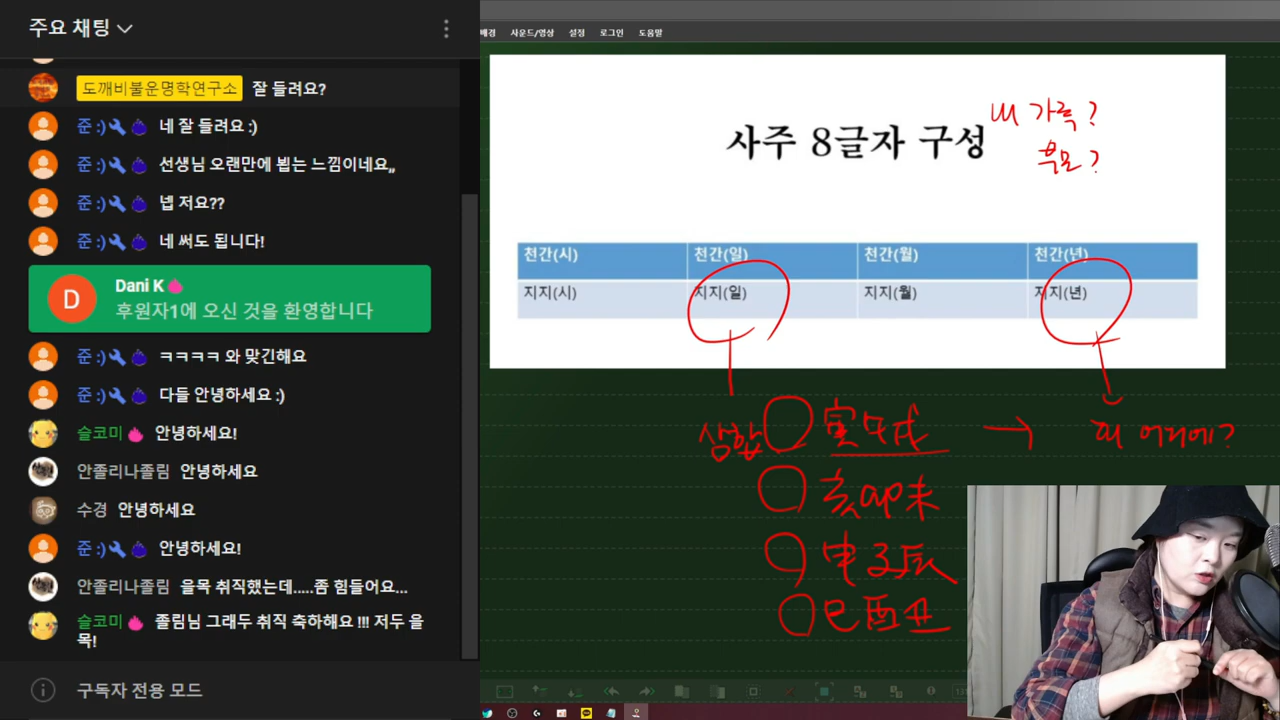 주요 채팅
도깨비불운명학연구소 잘 들려요?
준 :) 네 잘 들려요 :)
준 :) 선생님 오랜만에 뵙는 느낌이네요,,
준 :) 넵 저요??
준 :) 네 써도 됩니다!
D
Dani K
후원자1에 오신 것을 환영합니다
준 :) ㅋㅋㅋㅋ 와 맞긴해요
준 :) 다들 안녕하세요 :)
슬코미 안녕하세요!
안졸리나졸림 안녕하세요
수경 안녕하세요
준 :) 안녕하세요!
안졸리나졸림 을목 취직했는데.....좀 힘들어요...
슬코미 졸림님 그래두 취직 축하해요 !!! 저두 을
목!
구독자 전용 모드
배경 사운드/영상 설정 로그인 도움말
사주 8글자 구성
내 가족?
부모?
천간(시) 천간(일) 천간(월) 천간(년)
지지(시) 지지(일) 지지(월) 지지(년)
삼합 寅午戌 → 어디에?
亥卯未
申子辰
巳酉丑